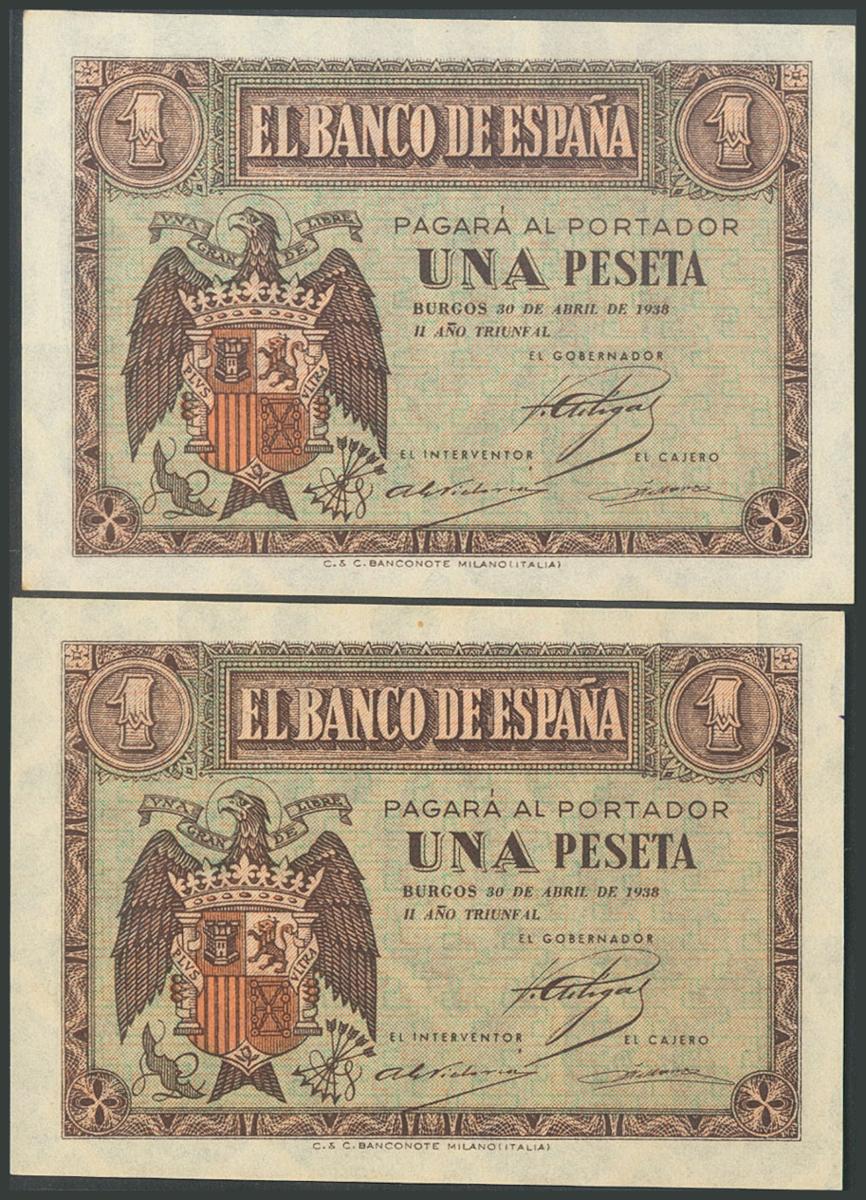 1 EL BANCO DE ESPAÑA 1
VNA GRANDE LIBRE
PAGARÁ AL PORTADOR
UNA PESETA
BURGOS 30 DE ABRIL DE 1938
II AÑO TRIUNFAL
EL GOBERNADOR
PLVS VLTRA
EL INTERVENTOR EL CAJERO
C. & C. BANCONOTE MILANO (ITALIA)
1 EL BANCO DE ESPAÑA 1
VNA GRANDE LIBRE
PAGARÁ AL PORTADOR
UNA PESETA
BURGOS 30 DE ABRIL DE 1938
II AÑO TRIUNFAL
EL GOBERNADOR
PLVS VLTRA
EL INTERVENTOR EL CAJERO
C. & C. BANCONOTE MILANO (ITALIA)